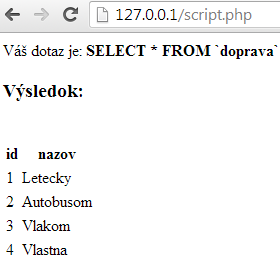 127.0.0.1/script.php
Váš dotaz je: SELECT * FROM `doprava`
Výsledok:
id nazov
1 Letecky
2 Autobusom
3 Vlakom
4 Vlastna